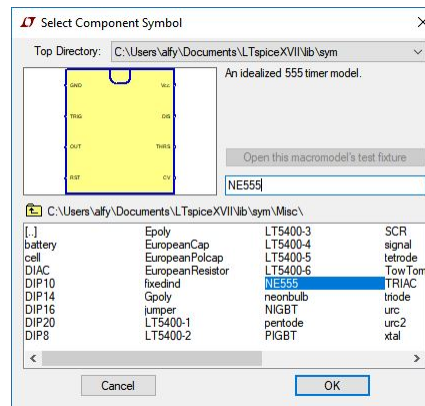 Select Component Symbol
Top Directory: C:\Users\alfy\Documents\LTspiceXVII\lib\sym
An idealized 555 timer model.
GND Vcc
TRIG DIS
OUT THRS
RST CV
Open this macromodel's test fixture
NE555
C:\Users\alfy\Documents\LTspiceXVII\lib\sym\Misc\
[..] Epoly LT5400-3 SCR
battery EuropeanCap LT5400-4 signal
cell EuropeanPolcap LT5400-5 tetrode
DIAC EuropeanResistor LT5400-6 TowTom
DIP10 fixedind NE555 TRIAC
DIP14 Gpoly neonbulb triode
DIP16 jumper NIGBT urc
DIP20 LT5400-1 pentode urc2
DIP8 LT5400-2 PIGBT xtal
Cancel OK